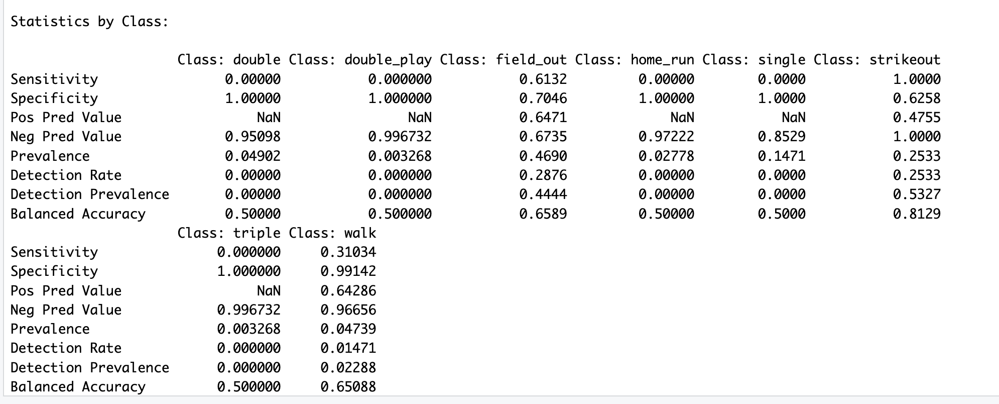 Statistics by Class:
                     Class: double Class: double_play Class: field_out Class: home_run Class: single Class: strikeout
Sensitivity                0.00000           0.000000           0.6132         0.00000        0.0000           1.0000
Specificity                1.00000           1.000000           0.7046         1.00000        1.0000           0.6258
Pos Pred Value                 NaN                NaN           0.6471             NaN           NaN           0.4755
Neg Pred Value             0.95098           0.996732           0.6735         0.97222        0.8529           1.0000
Prevalence                 0.04902           0.003268           0.4690         0.02778        0.1471           0.2533
Detection Rate             0.00000           0.000000           0.2876         0.00000        0.0000           0.2533
Detection Prevalence       0.00000           0.000000           0.4444         0.00000        0.0000           0.5327
Balanced Accuracy          0.50000           0.500000           0.6589         0.50000        0.5000           0.8129
                     Class: triple Class: walk
Sensitivity               0.000000     0.31034
Specificity               1.000000     0.99142
Pos Pred Value                 NaN     0.64286
Neg Pred Value            0.996732     0.96656
Prevalence                0.003268     0.04739
Detection Rate            0.000000     0.01471
Detection Prevalence      0.000000     0.02288
Balanced Accuracy         0.500000     0.65088